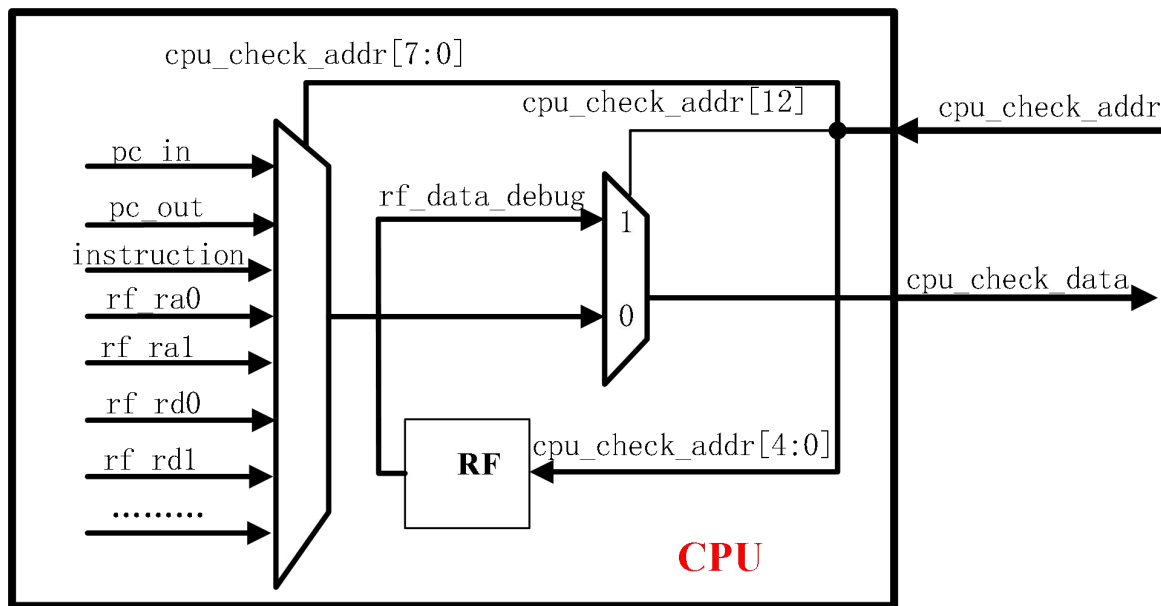 cpu_check_addr[7:0]
cpu_check_addr[12]
cpu_check_addr
pc_in
rf_data_debug
pc_out
1
instruction
cpu_check_data
rf_ra0
0
rf_ra1
rf_rd0
cpu_check_addr[4:0]
rf_rd1
RF
.........
CPU